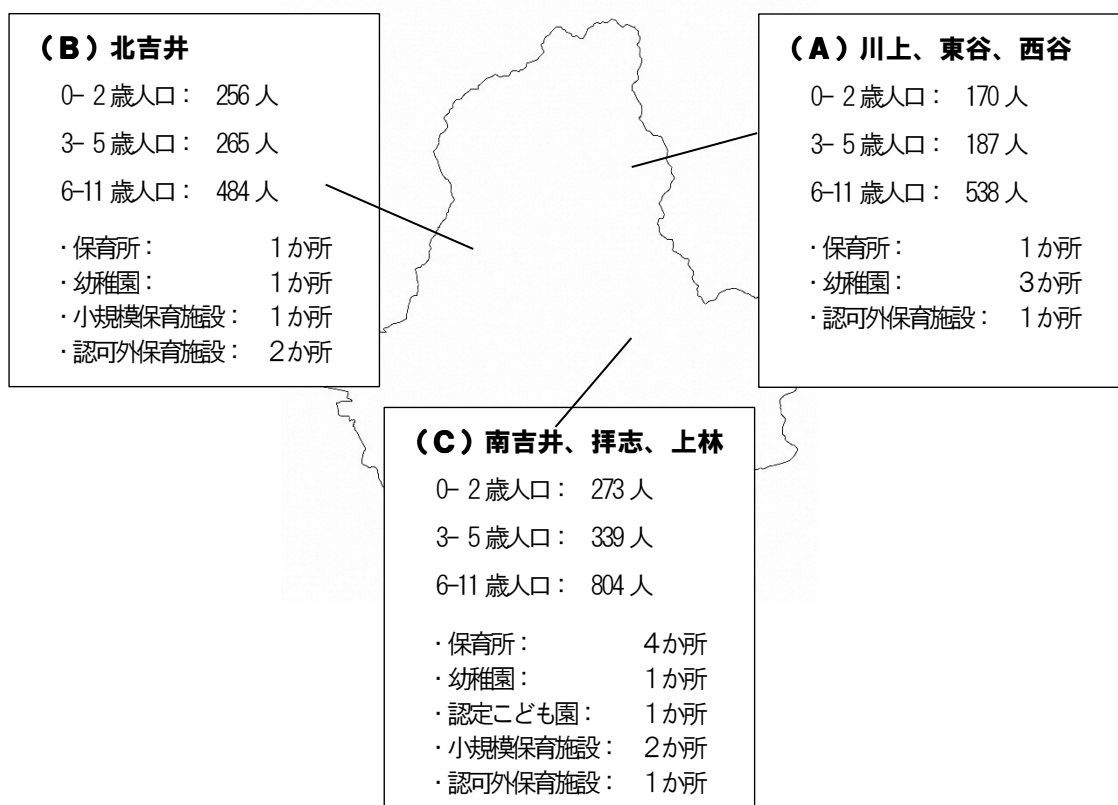 （B）北吉井
0- 2歳人口： 256人
3- 5歳人口： 265人
6-11歳人口： 484人
・保育所： 1か所
・幼稚園： 1か所
・小規模保育施設： 1か所
・認可外保育施設： 2か所
（A）川上、東谷、西谷
0- 2歳人口： 170人
3- 5歳人口： 187人
6-11歳人口： 538人
・保育所： 1か所
・幼稚園： 3か所
・認可外保育施設： 1か所
（C）南吉井、拝志、上林
0- 2歳人口： 273人
3- 5歳人口： 339人
6-11歳人口： 804人
・保育所： 4か所
・幼稚園： 1か所
・認定こども園： 1か所
・小規模保育施設： 2か所
・認可外保育施設： 1か所